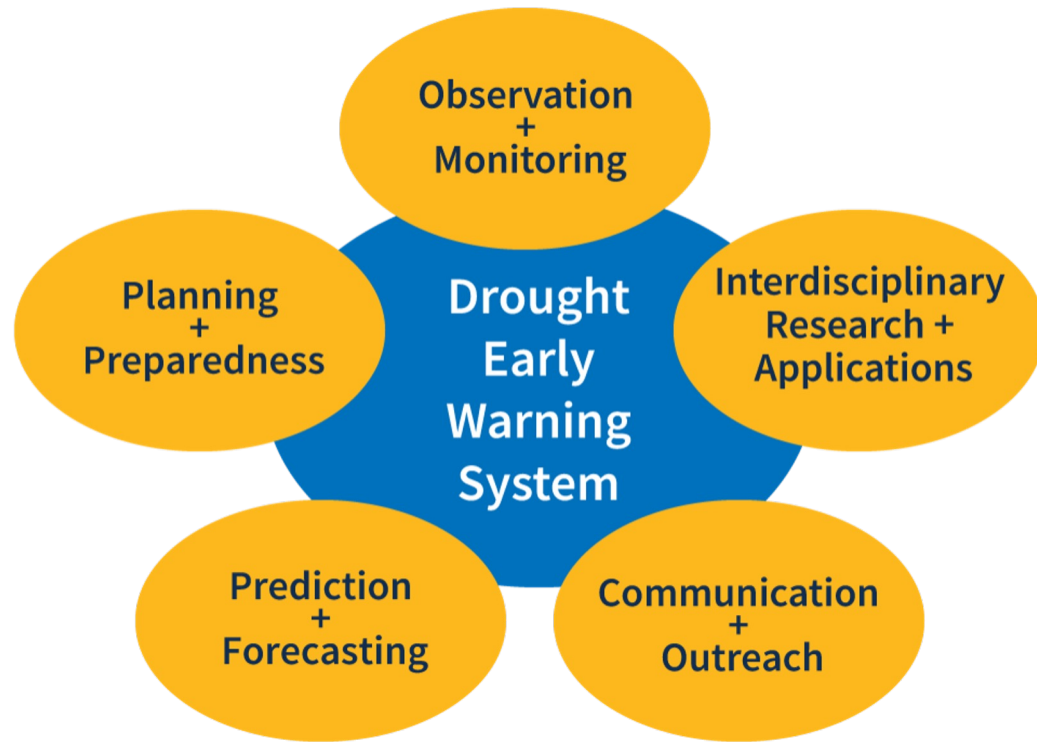 Observation
+
Monitoring
Interdisciplinary
Research +
Applications
Communication
+
Outreach
Prediction
+
Forecasting
Planning
+
Preparedness
Drought
Early
Warning
System